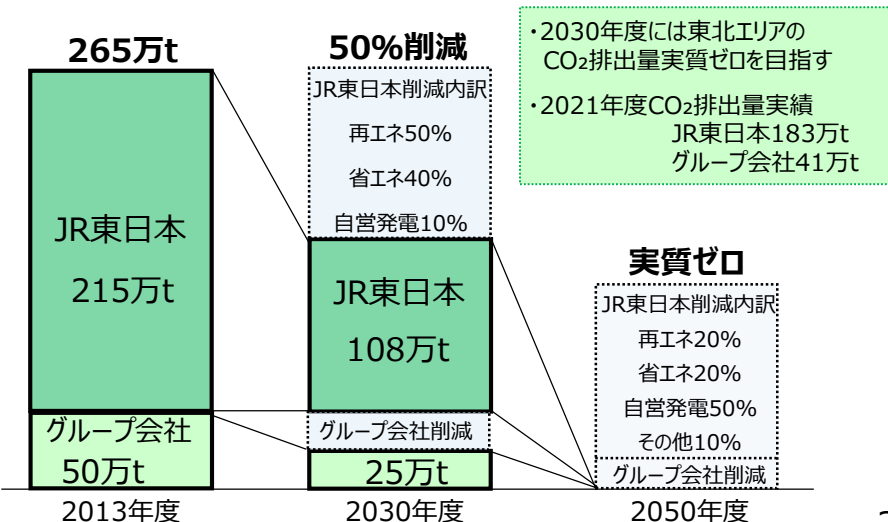 265万t
JR東日本
215万t
グループ会社
50万t
2013年度
50%削減
JR東日本削減内訳
再エネ50%
省エネ40%
自営発電10%
JR東日本
108万t
グループ会社削減
25万t
2030年度
・2030年度には東北エリアの
CO₂排出量実質ゼロを目指す
・2021年度CO₂排出量実績
JR東日本183万t
グループ会社41万t
実質ゼロ
JR東日本削減内訳
再エネ20%
省エネ20%
自営発電50%
その他10%
グループ会社削減
2050年度